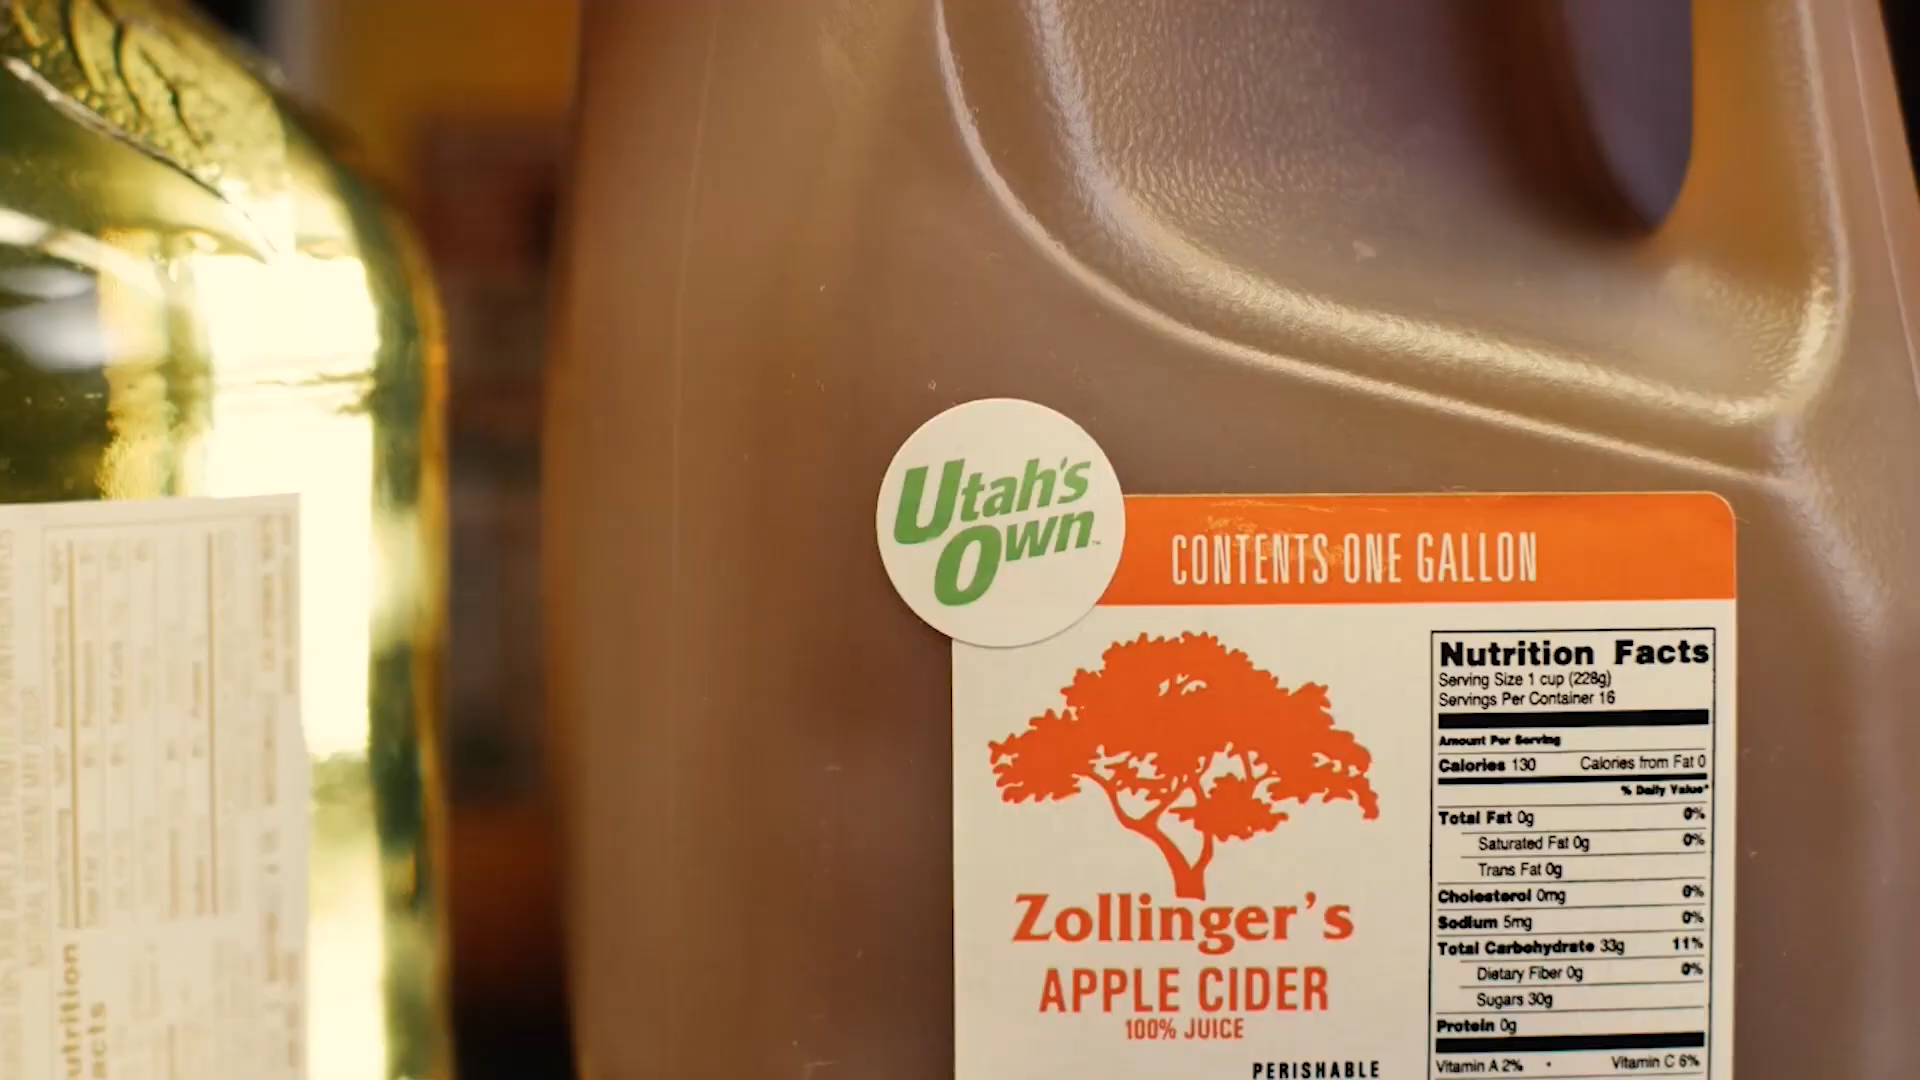 Utah's
Own™
CONTENTS ONE GALLON
Zollinger's
APPLE CIDER
100% JUICE
PERISHABLE
Nutrition Facts
Serving Size 1 cup (228g)
Servings Per Container 16
Amount Per Serving
Calories 130 Calories from Fat 0
% Daily Value*
Total Fat 0g 0%
Saturated Fat 0g 0%
Trans Fat 0g
Cholesterol 0mg 0%
Sodium 5mg 0%
Total Carbohydrate 33g 11%
Dietary Fiber 0g 0%
Sugars 30g
Protein 0g
Vitamin A 2% • Vitamin C 6%
utrition
acts